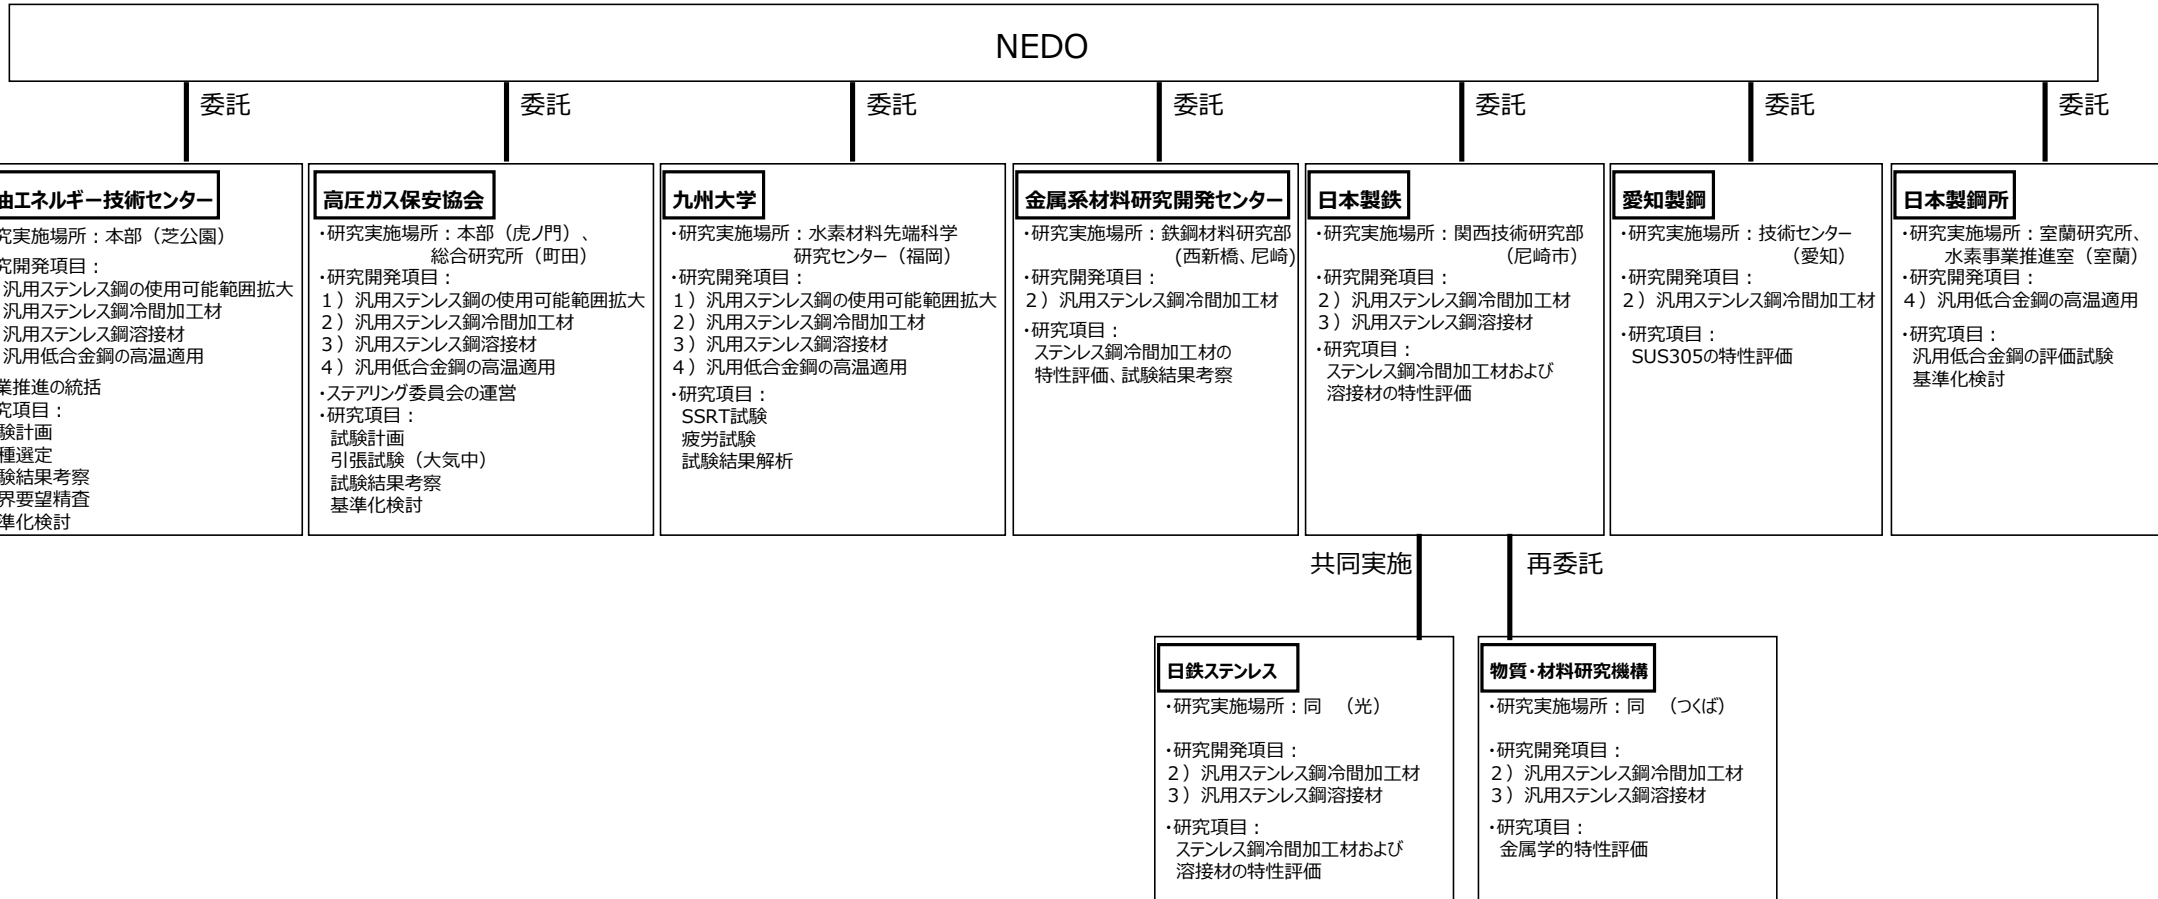 NEDO
委託
委託
委託
委託
委託
委託
委託
油エネルギー技術センター
究実施場所：本部（芝公園）
究開発項目：
汎用ステンレス鋼の使用可能範囲拡大
汎用ステンレス鋼冷間加工材
汎用ステンレス鋼溶接材
汎用低合金鋼の高温適用
業推進の統括
究項目：
験計画
種選定
験結果考察
界要望精査
準化検討
高圧ガス保安協会
・研究実施場所：本部（虎ノ門）、
総合研究所（町田）
・研究開発項目：
１）汎用ステンレス鋼の使用可能範囲拡大
２）汎用ステンレス鋼冷間加工材
３）汎用ステンレス鋼溶接材
４）汎用低合金鋼の高温適用
・ステアリング委員会の運営
・研究項目：
試験計画
引張試験（大気中）
試験結果考察
基準化検討
九州大学
・研究実施場所：水素材料先端科学
研究センター（福岡）
・研究開発項目：
１）汎用ステンレス鋼の使用可能範囲拡大
２）汎用ステンレス鋼冷間加工材
３）汎用ステンレス鋼溶接材
４）汎用低合金鋼の高温適用
・研究項目：
SSRT試験
疲労試験
試験結果解析
金属系材料研究開発センター
・研究実施場所：鉄鋼材料研究部
(西新橋、尼崎)
・研究開発項目：
２）汎用ステンレス鋼冷間加工材
・研究項目：
ステンレス鋼冷間加工材の
特性評価、試験結果考察
日本製鉄
・研究実施場所：関西技術研究部
（尼崎市）
・研究開発項目：
２）汎用ステンレス鋼冷間加工材
３）汎用ステンレス鋼溶接材
・研究項目：
ステンレス鋼冷間加工材および
溶接材の特性評価
愛知製鋼
・研究実施場所：技術センター
（愛知）
・研究開発項目：
２）汎用ステンレス鋼冷間加工材
・研究項目：
SUS305の特性評価
日本製鋼所
・研究実施場所：室蘭研究所、
水素事業推進室（室蘭）
・研究開発項目：
４）汎用低合金鋼の高温適用
・研究項目：
汎用低合金鋼の評価試験
基準化検討
共同実施
再委託
日鉄ステンレス
・研究実施場所：同　（光）
・研究開発項目：
２）汎用ステンレス鋼冷間加工材
３）汎用ステンレス鋼溶接材
・研究項目：
ステンレス鋼冷間加工材および
溶接材の特性評価
物質・材料研究機構
・研究実施場所：同　（つくば）
・研究開発項目：
２）汎用ステンレス鋼冷間加工材
３）汎用ステンレス鋼溶接材
・研究項目：
金属学的特性評価